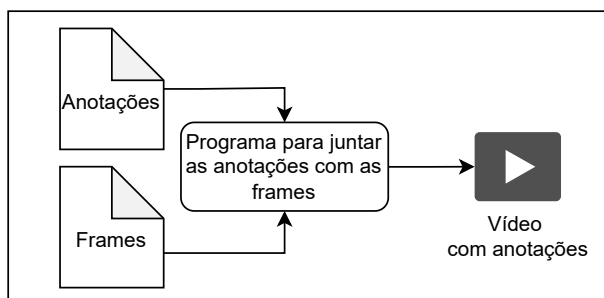 Anotações
Programa para juntar
as anotações com as
frames
Frames
Vídeo
com anotações